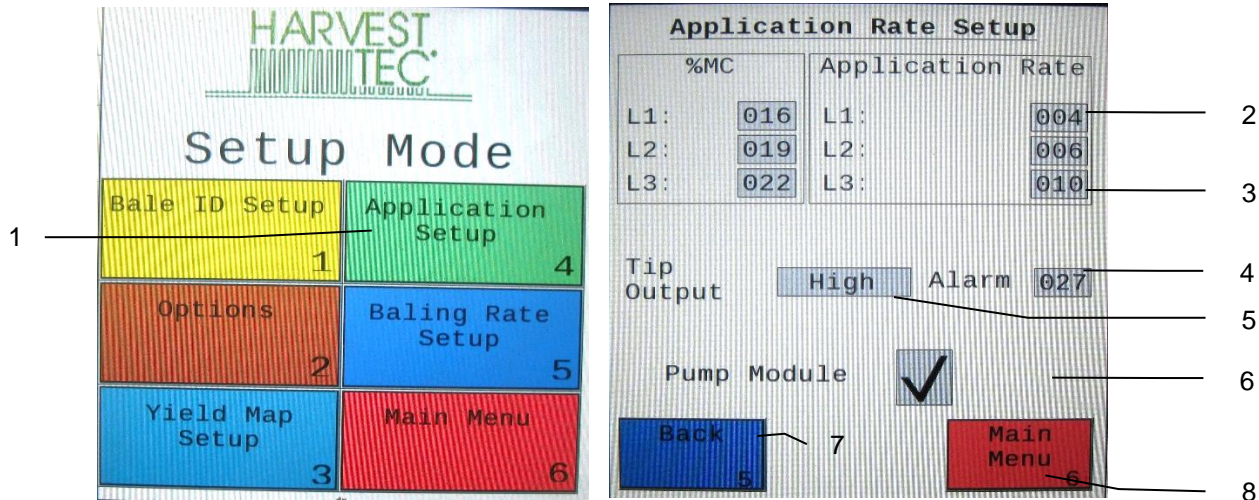 HARVEST
TEC
Setup Mode
Bale ID Setup
1
Application
Setup
4
Options
2
Baling Rate
Setup
5
Yield Map
Setup
3
Main Menu
6
1
Application Rate Setup
%MC
Application Rate
L1: 016 L1: 004
L2: 019 L2: 006
L3: 022 L3: 010
Tip
Output
High Alarm 027
Pump Module
Back
5
Main
Menu
6
2
3
4
5
6
7
8